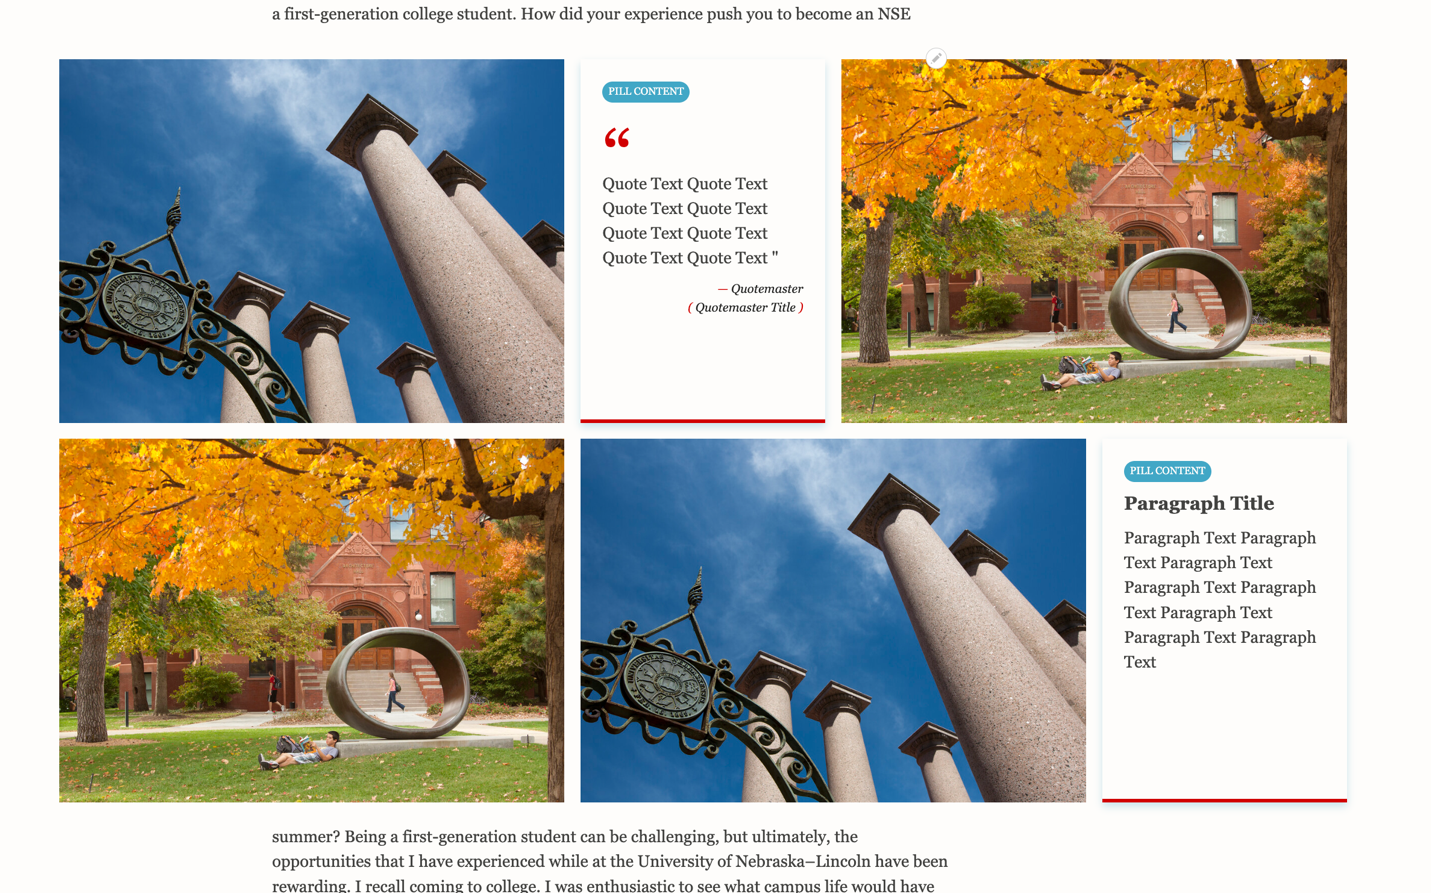 a first-generation college student. How did your experience push you to become an NSE
PILL CONTENT
“
Quote Text Quote Text
Quote Text Quote Text
Quote Text Quote Text
Quote Text Quote Text "
— Quotemaster
( Quotemaster Title )
PILL CONTENT
Paragraph Title
Paragraph Text Paragraph
Text Paragraph Text
Paragraph Text Paragraph
Text Paragraph Text
Paragraph Text Paragraph
Text
summer? Being a first-generation student can be challenging, but ultimately, the
opportunities that I have experienced while at the University of Nebraska–Lincoln have been
rewarding. I recall coming to college. I was enthusiastic to see what campus life would have